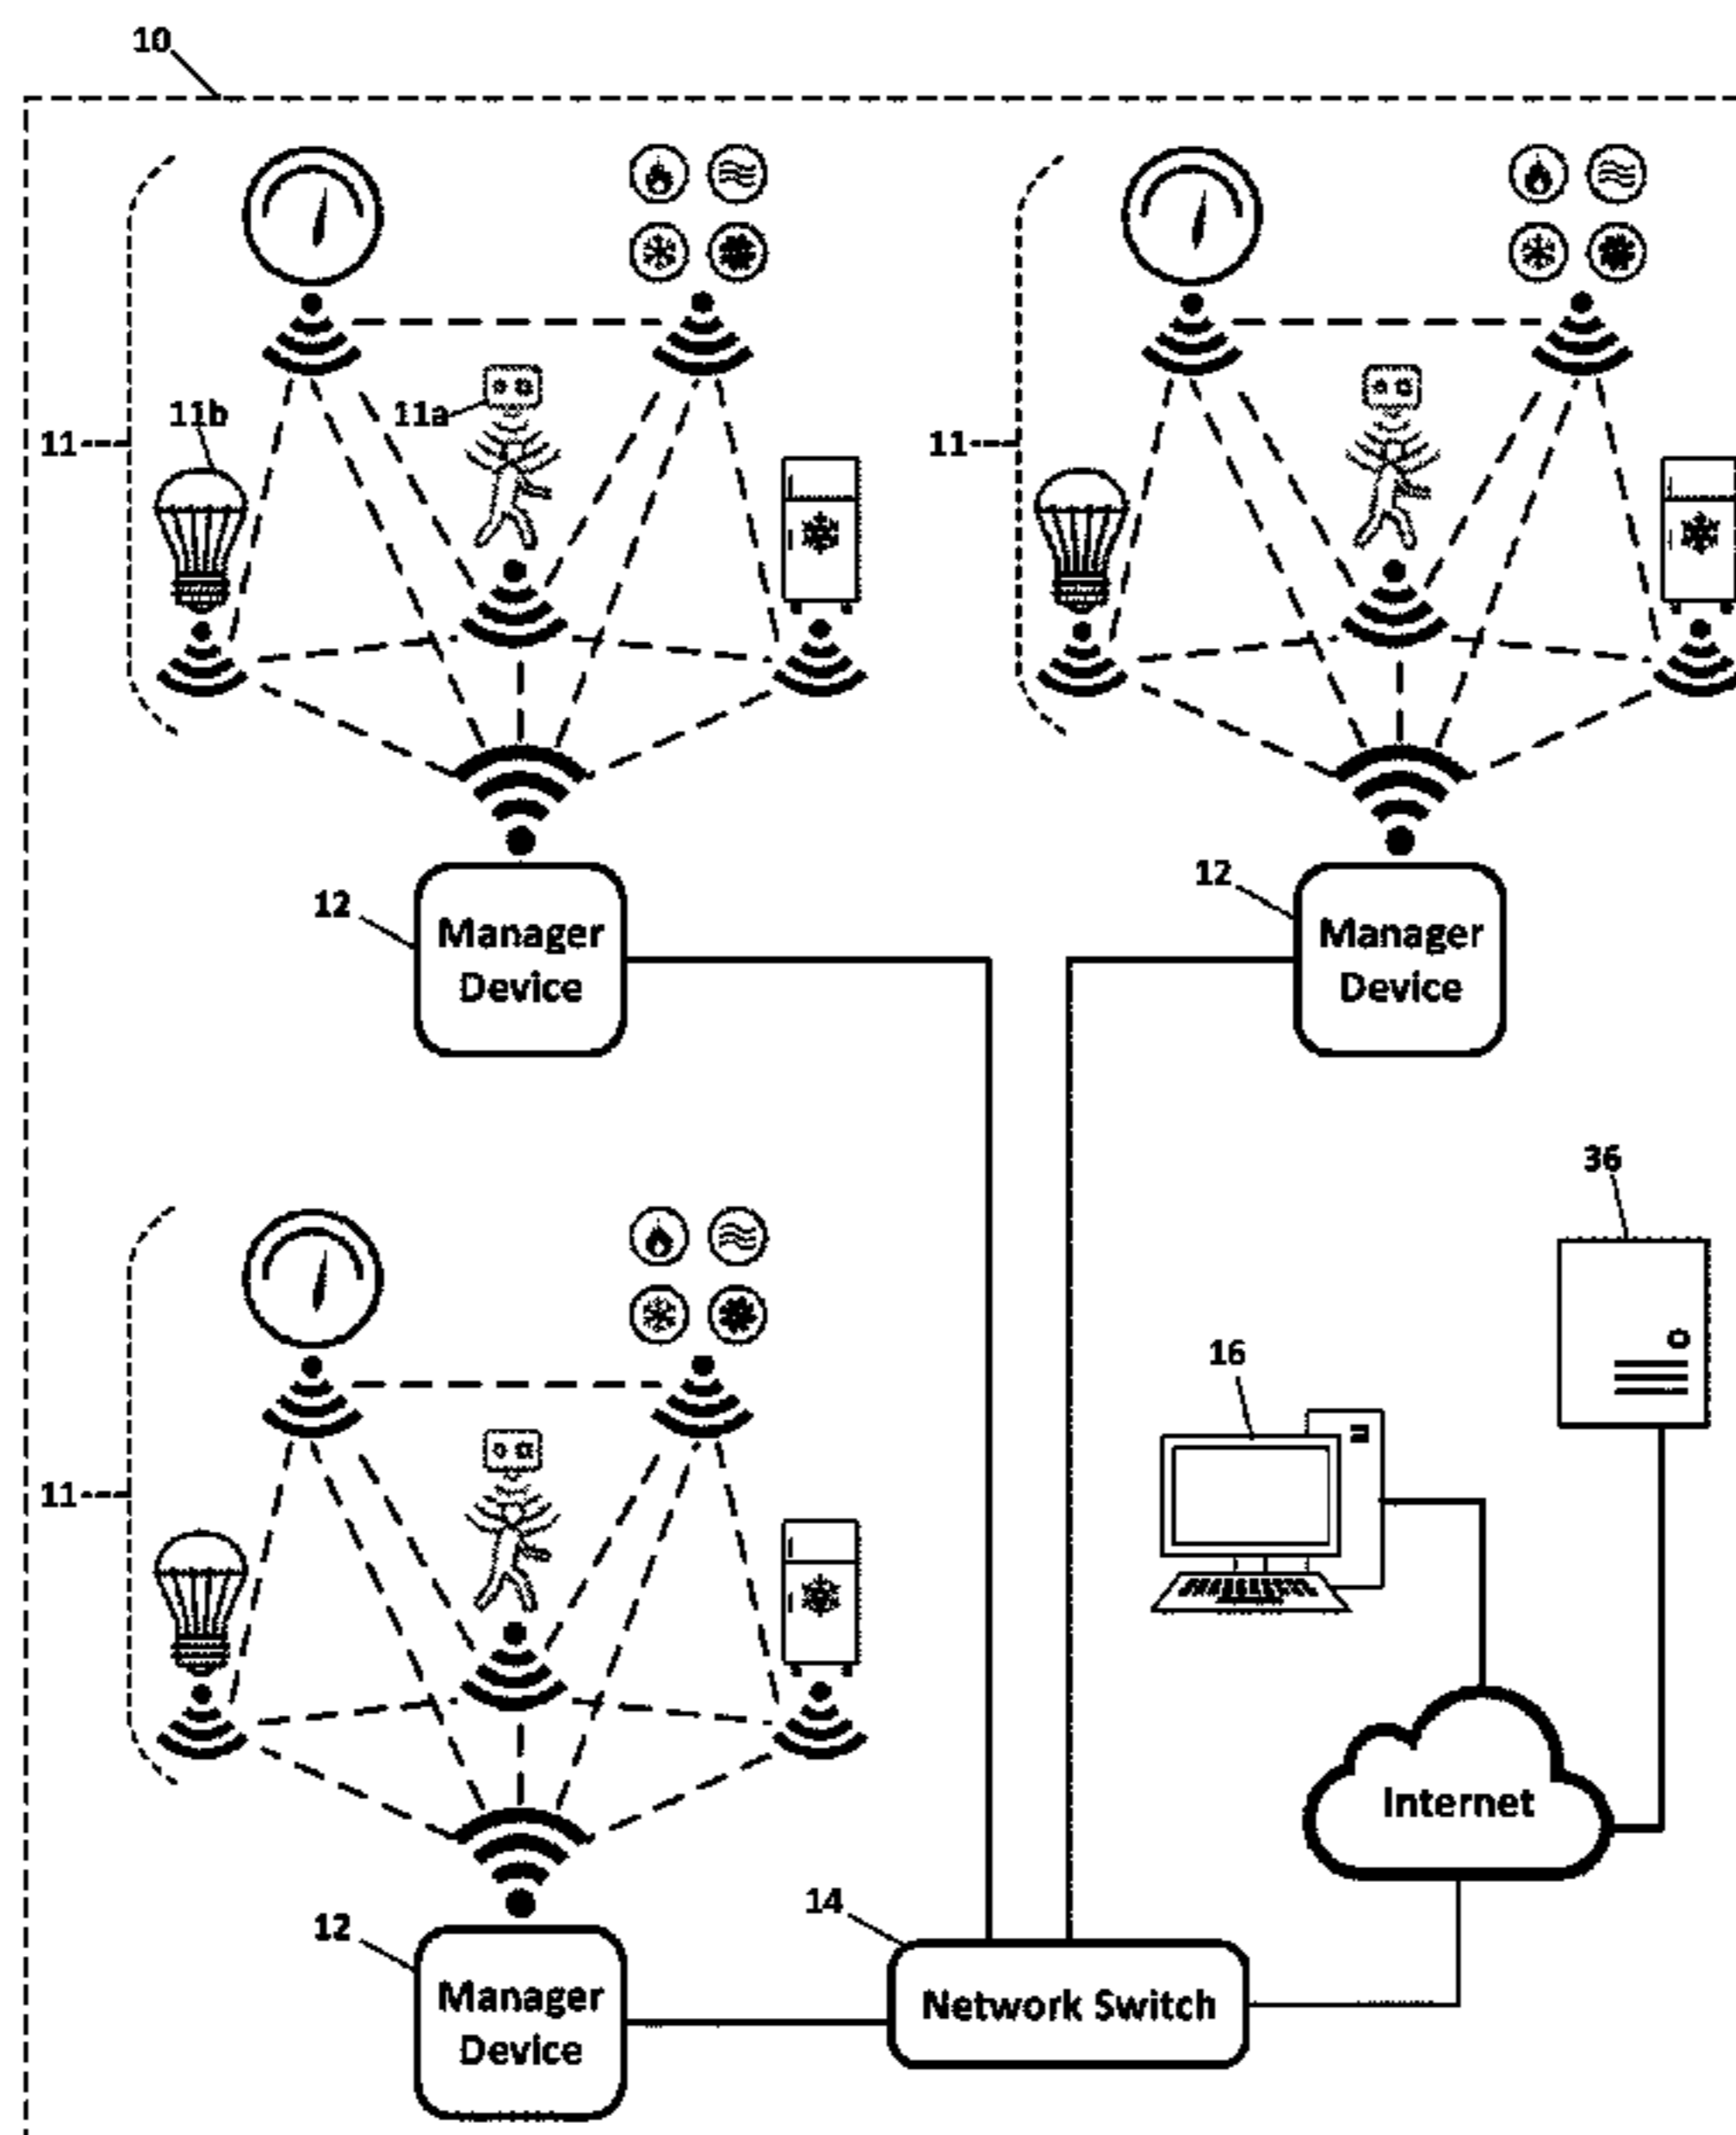 10
11b
11a
11
11
12
Manager
Device
12
Manager
Device
36
16
11
Internet
14
12
Manager
Device
Network Switch